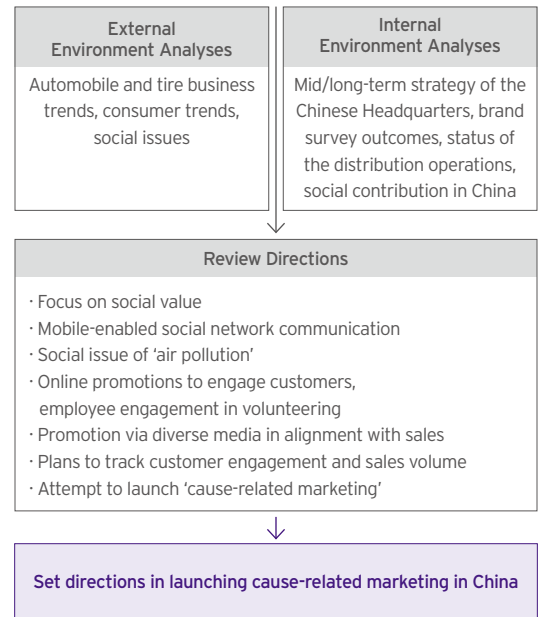 External
Environment Analyses
Automobile and tire business
trends, consumer trends,
social issues
Internal
Environment Analyses
Mid/long-term strategy of the
Chinese Headquarters, brand
survey outcomes, status of
the distribution operations,
social contribution in China
Review Directions
· Focus on social value
· Mobile-enabled social network communication
· Social issue of ‘air pollution’
· Online promotions to engage customers,
employee engagement in volunteering
· Promotion via diverse media in alignment with sales
· Plans to track customer engagement and sales volume
· Attempt to launch ‘cause-related marketing’
Set directions in launching cause-related marketing in China